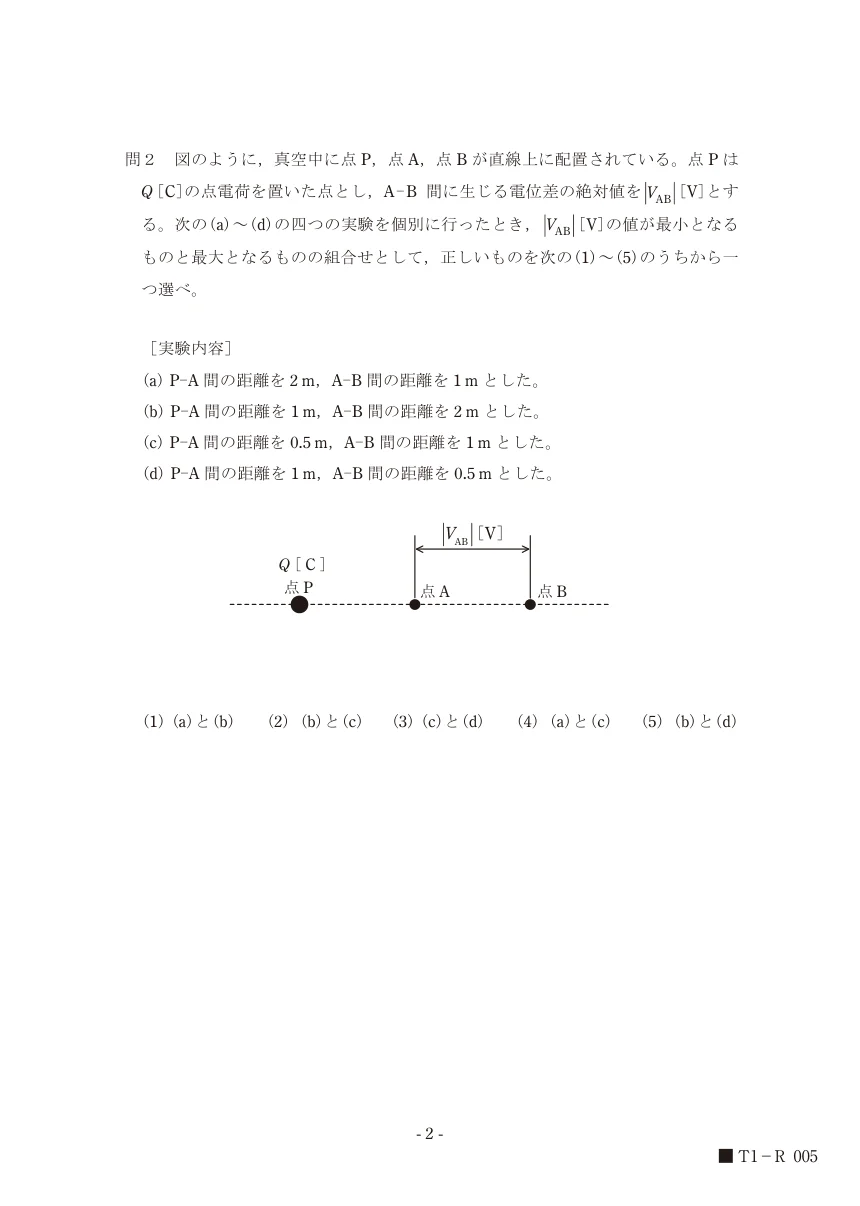 問２　図のように，真空中に点 P，点 A，点 B が直線上に配置されている。点 P は
Q［C］の点電荷を置いた点とし，A－B 間に生じる電位差の絶対値を|V_AB|［V］とす
る。次の(a)～(d)の四つの実験を個別に行ったとき，|V_AB|［V］の値が最小となる
ものと最大となるものの組合せとして，正しいものを次の(1)～(5)のうちから一
つ選べ。
［実験内容］
(a) P－A 間の距離を 2 m，A－B 間の距離を 1 m とした。
(b) P－A 間の距離を 1 m，A－B 間の距離を 2 m とした。
(c) P－A 間の距離を 0.5 m，A－B 間の距離を 1 m とした。
(d) P－A 間の距離を 1 m，A－B 間の距離を 0.5 m とした。
|V_AB|［V］
Q［C］
点 P
点 A
点 B
(1) (a)と(b)　(2) (b)と(c)　(3) (c)と(d)　(4) (a)と(c)　(5) (b)と(d)
- 2 -
■ T1－R 005